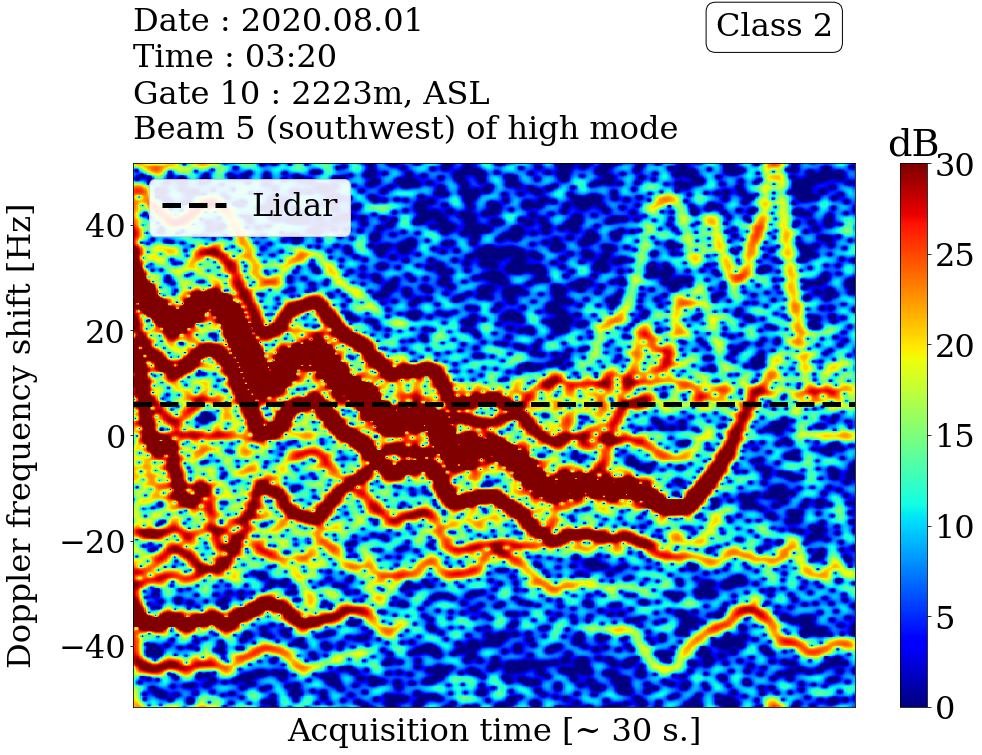 Date : 2020.08.01
Time : 03:20
Gate 10 : 2223m, ASL
Beam 5 (southwest) of high mode
Class 2
dB
Lidar
Doppler frequency shift [Hz]
40
20
0
−20
−40
Acquisition time [~ 30 s.]
30
25
20
15
10
5
0